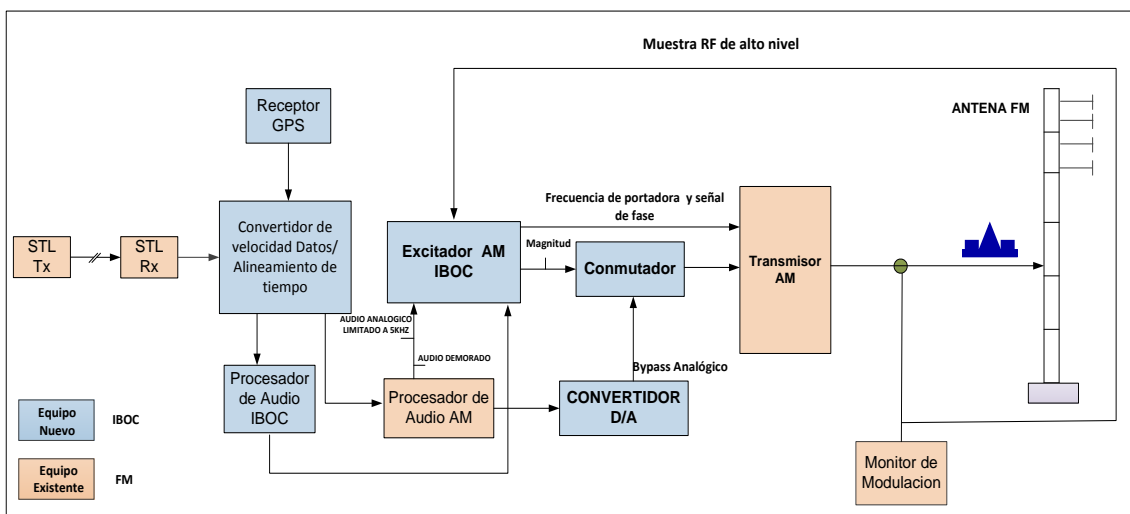 Muestra RF de alto nivel
Receptor
GPS
ANTENA FM
Frecuencia de portadora y señal
de fase
STL
Tx
STL
Rx
Convertidor de
velocidad Datos/
Alineamiento de
tiempo
Excitador AM
IBOC
Magnitud
Conmutador
Transmisor
AM
AUDIO ANALOGICO
LIMITADO A 5KHZ
AUDIO DEMORADO
Bypass Analógico
Procesador
de Audio
IBOC
Procesador de
Audio AM
CONVERTIDOR
D/A
Equipo
Nuevo
IBOC
Equipo
Existente
FM
Monitor de
Modulacion